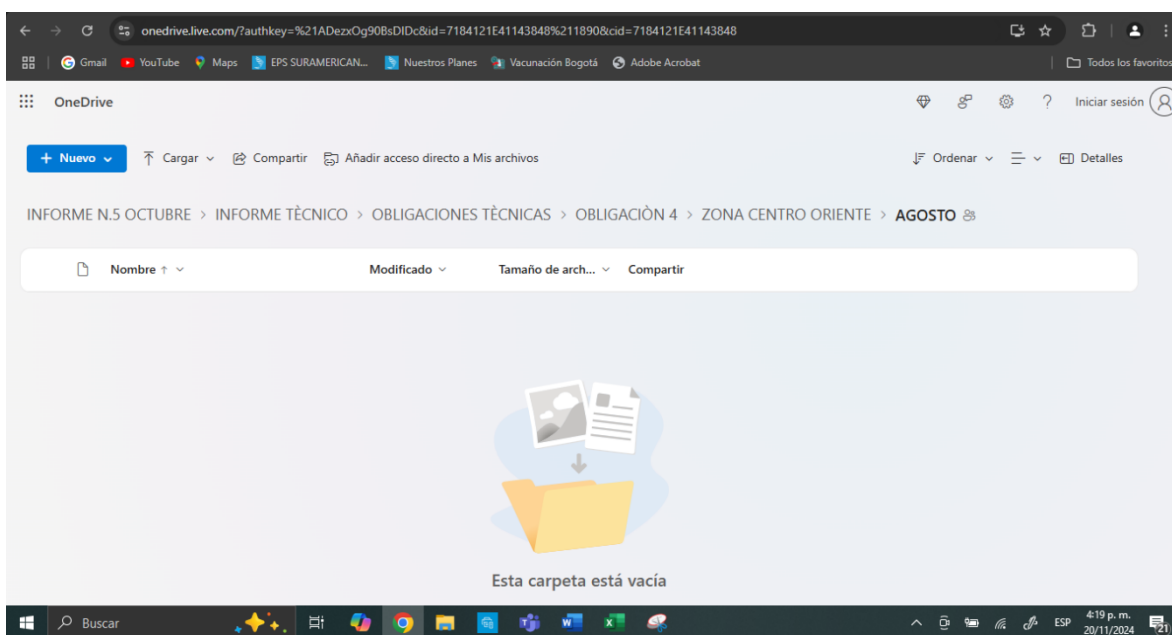 onedrive.live.com/?authkey=%21ADezxOg90BsDIDc&id=7184121E41143848%211890&cid=7184121E41143848
Gmail YouTube Maps EPS SURAMERICAN... Nuestros Planes Vacunación Bogotá Adobe Acrobat Todos los favoritos
OneDrive ? Iniciar sesión
+ Nuevo Cargar Compartir Añadir acceso directo a Mis archivos Ordenar Detalles
INFORME N.5 OCTUBRE > INFORME TÈCNICO > OBLIGACIONES TÈCNICAS > OBLIGACIÒN 4 > ZONA CENTRO ORIENTE > AGOSTO
Nombre ↑ Modificado Tamaño de arch... Compartir
Esta carpeta está vacía
Buscar ESP 4:19 p. m.
20/11/2024 21